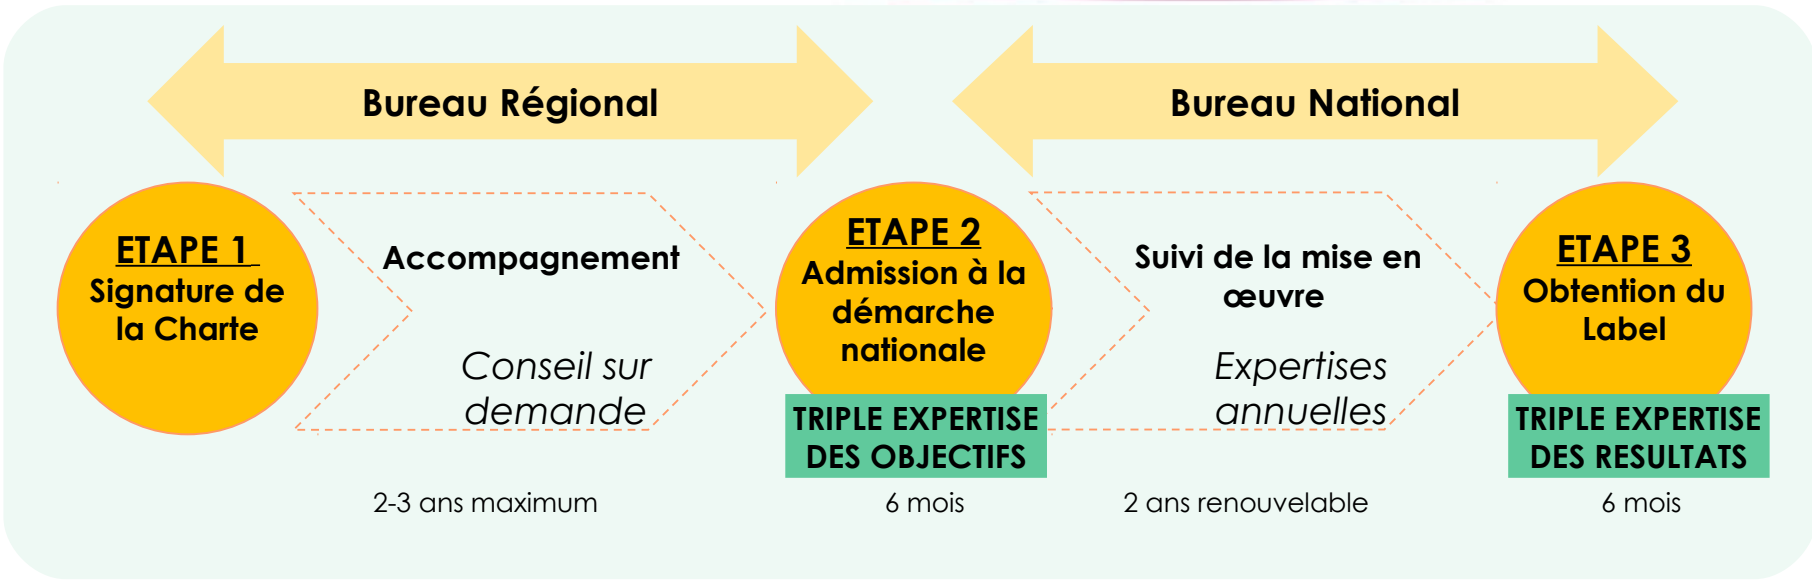 Bureau Régional
Bureau National
ETAPE 1
Signature de
la Charte
Accompagnement
Conseil sur
demande
ETAPE 2
Admission à la
démarche
nationale
TRIPLE EXPERTISE
DES OBJECTIFS
Suivi de la mise en
œuvre
Expertises
annuelles
ETAPE 3
Obtention du
Label
TRIPLE EXPERTISE
DES RESULTATS
2-3 ans maximum
6 mois
2 ans renouvelable
6 mois